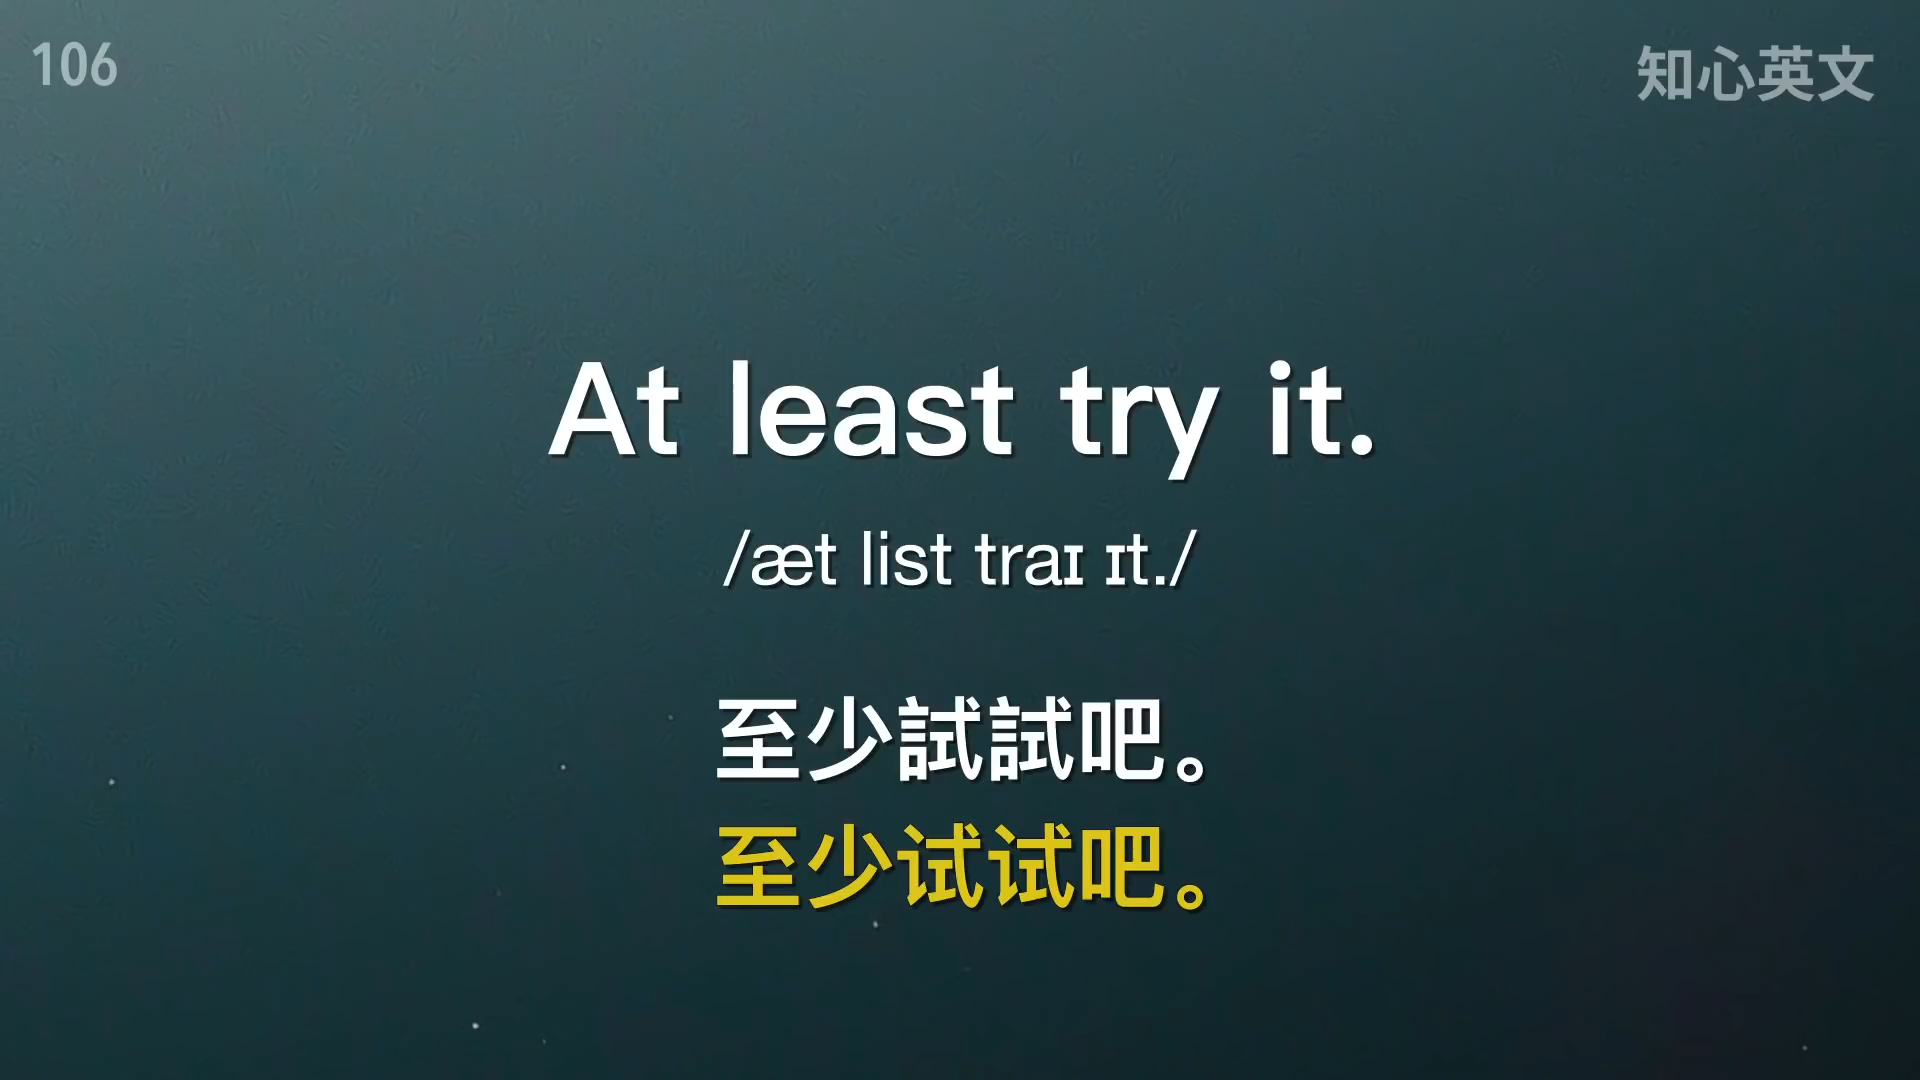 106
知心英文
At least try it.
/æt list traɪ ɪt./
至少試試吧。
至少试试吧。